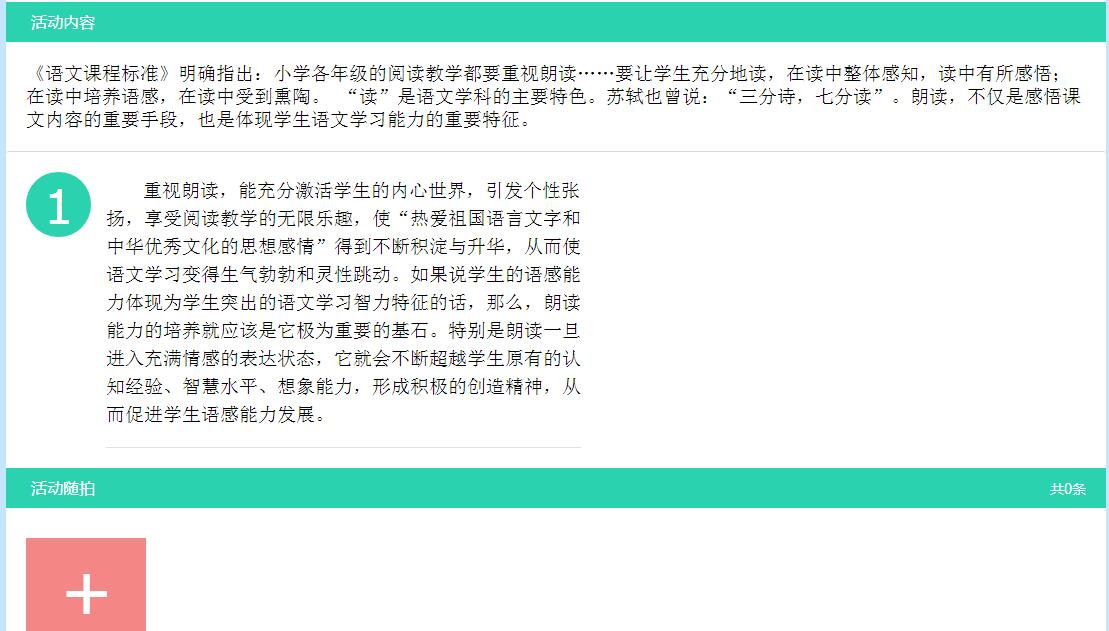 活动内容
《语文课程标准》明确指出：小学各年级的阅读教学都要重视朗读……要让学生充分地读，在读中整体感知，读中有所感悟；
在读中培养语感，在读中受到熏陶。 “读”是语文学科的主要特色。苏轼也曾说：“三分诗，七分读”。朗读，不仅是感悟课
文内容的重要手段，也是体现学生语文学习能力的重要特征。
1
重视朗读，能充分激活学生的内心世界，引发个性张
扬，享受阅读教学的无限乐趣，使“热爱祖国语言文字和
中华优秀文化的思想感情”得到不断积淀与升华，从而使
语文学习变得生气勃勃和灵性跳动。如果说学生的语感能
力体现为学生突出的语文学习智力特征的话，那么，朗读
能力的培养就应该是它极为重要的基石。特别是朗读一旦
进入充满情感的表达状态，它就会不断超越学生原有的认
知经验、智慧水平、想象能力，形成积极的创造精神，从
而促进学生语感能力发展。
活动随拍
共0条
+